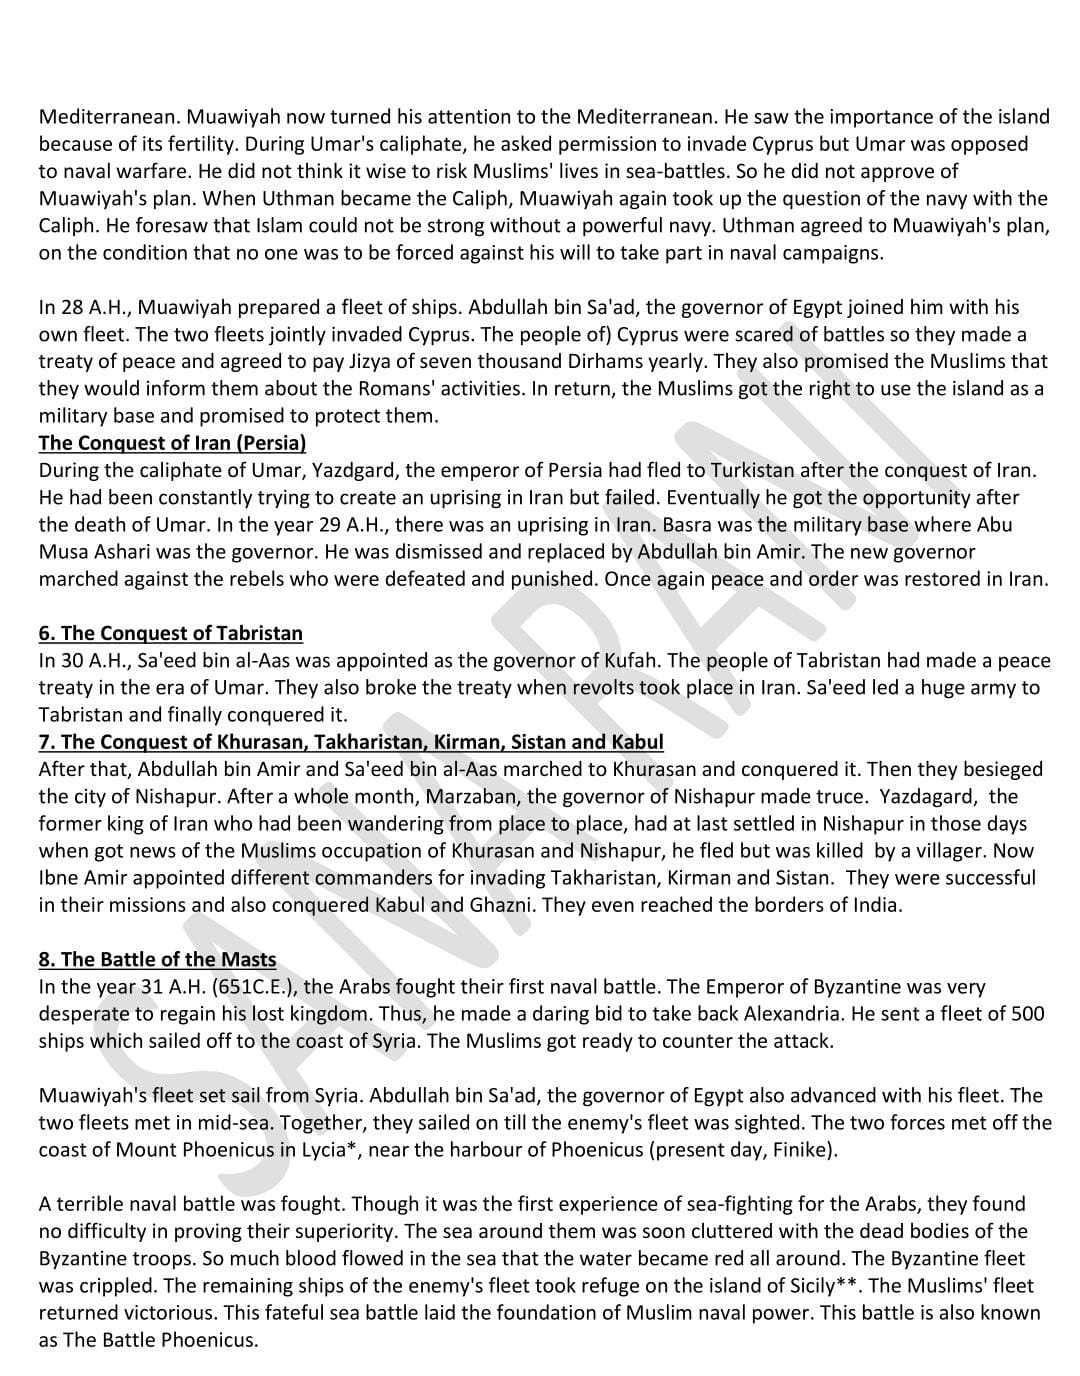 Mediterranean. Muawiyah now turned his attention to the Mediterranean. He saw the importance of the island
because of its fertility. During Umar's caliphate, he asked permission to invade Cyprus but Umar was opposed
to naval warfare. He did not think it wise to risk Muslims' lives in sea-battles. So he did not approve of
Muawiyah's plan. When Uthman became the Caliph, Muawiyah again took up the question of the navy with the
Caliph. He foresaw that Islam could not be strong without a powerful navy. Uthman agreed to Muawiyah's plan,
on the condition that no one was to be forced against his will to take part in naval campaigns.
In 28 A.H., Muawiyah prepared a fleet of ships. Abdullah bin Sa'ad, the governor of Egypt joined him with his
own fleet. The two fleets jointly invaded Cyprus. The people of) Cyprus were scared of battles so they made a
treaty of peace and agreed to pay Jizya of seven thousand Dirhams yearly. They also promised the Muslims that
they would inform them about the Romans' activities. In return, the Muslims got the right to use the island as a
military base and promised to protect them.
The Conquest of Iran (Persia)
During the caliphate of Umar, Yazdgard, the emperor of Persia had fled to Turkistan after the conquest of Iran.
He had been constantly trying to create an uprising in Iran but failed. Eventually he got the opportunity after
the death of Umar. In the year 29 A.H., there was an uprising in Iran. Basra was the military base where Abu
Musa Ashari was the governor. He was dismissed and replaced by Abdullah bin Amir. The new governor
marched against the rebels who were defeated and punished. Once again peace and order was restored in Iran.
6. The Conquest of Tabristan
In 30 A.H., Sa'eed bin al-Aas was appointed as the governor of Kufah. The people of Tabristan had made a peace
treaty in the era of Umar. They also broke the treaty when revolts took place in Iran. Sa'eed led a huge army to
Tabristan and finally conquered it.
7. The Conquest of Khurasan, Takharistan, Kirman, Sistan and Kabul
After that, Abdullah bin Amir and Sa'eed bin al-Aas marched to Khurasan and conquered it. Then they besieged
the city of Nishapur. After a whole month, Marzaban, the governor of Nishapur made truce.  Yazdagard,  the
former king of Iran who had been wandering from place to place, had at last settled in Nishapur in those days
when got news of the Muslims occupation of Khurasan and Nishapur, he fled but was killed  by a villager. Now
Ibne Amir appointed different commanders for invading Takharistan, Kirman and Sistan.  They were successful
in their missions and also conquered Kabul and Ghazni. They even reached the borders of India.
8. The Battle of the Masts
In the year 31 A.H. (651C.E.), the Arabs fought their first naval battle. The Emperor of Byzantine was very
desperate to regain his lost kingdom. Thus, he made a daring bid to take back Alexandria. He sent a fleet of 500
ships which sailed off to the coast of Syria. The Muslims got ready to counter the attack.
Muawiyah's fleet set sail from Syria. Abdullah bin Sa'ad, the governor of Egypt also advanced with his fleet. The
two fleets met in mid-sea. Together, they sailed on till the enemy's fleet was sighted. The two forces met off the
coast of Mount Phoenicus in Lycia*, near the harbour of Phoenicus (present day, Finike).
A terrible naval battle was fought. Though it was the first experience of sea-fighting for the Arabs, they found
no difficulty in proving their superiority. The sea around them was soon cluttered with the dead bodies of the
Byzantine troops. So much blood flowed in the sea that the water became red all around. The Byzantine fleet
was crippled. The remaining ships of the enemy's fleet took refuge on the island of Sicily**. The Muslims' fleet
returned victorious. This fateful sea battle laid the foundation of Muslim naval power. This battle is also known
as The Battle Phoenicus.
SANA RANI